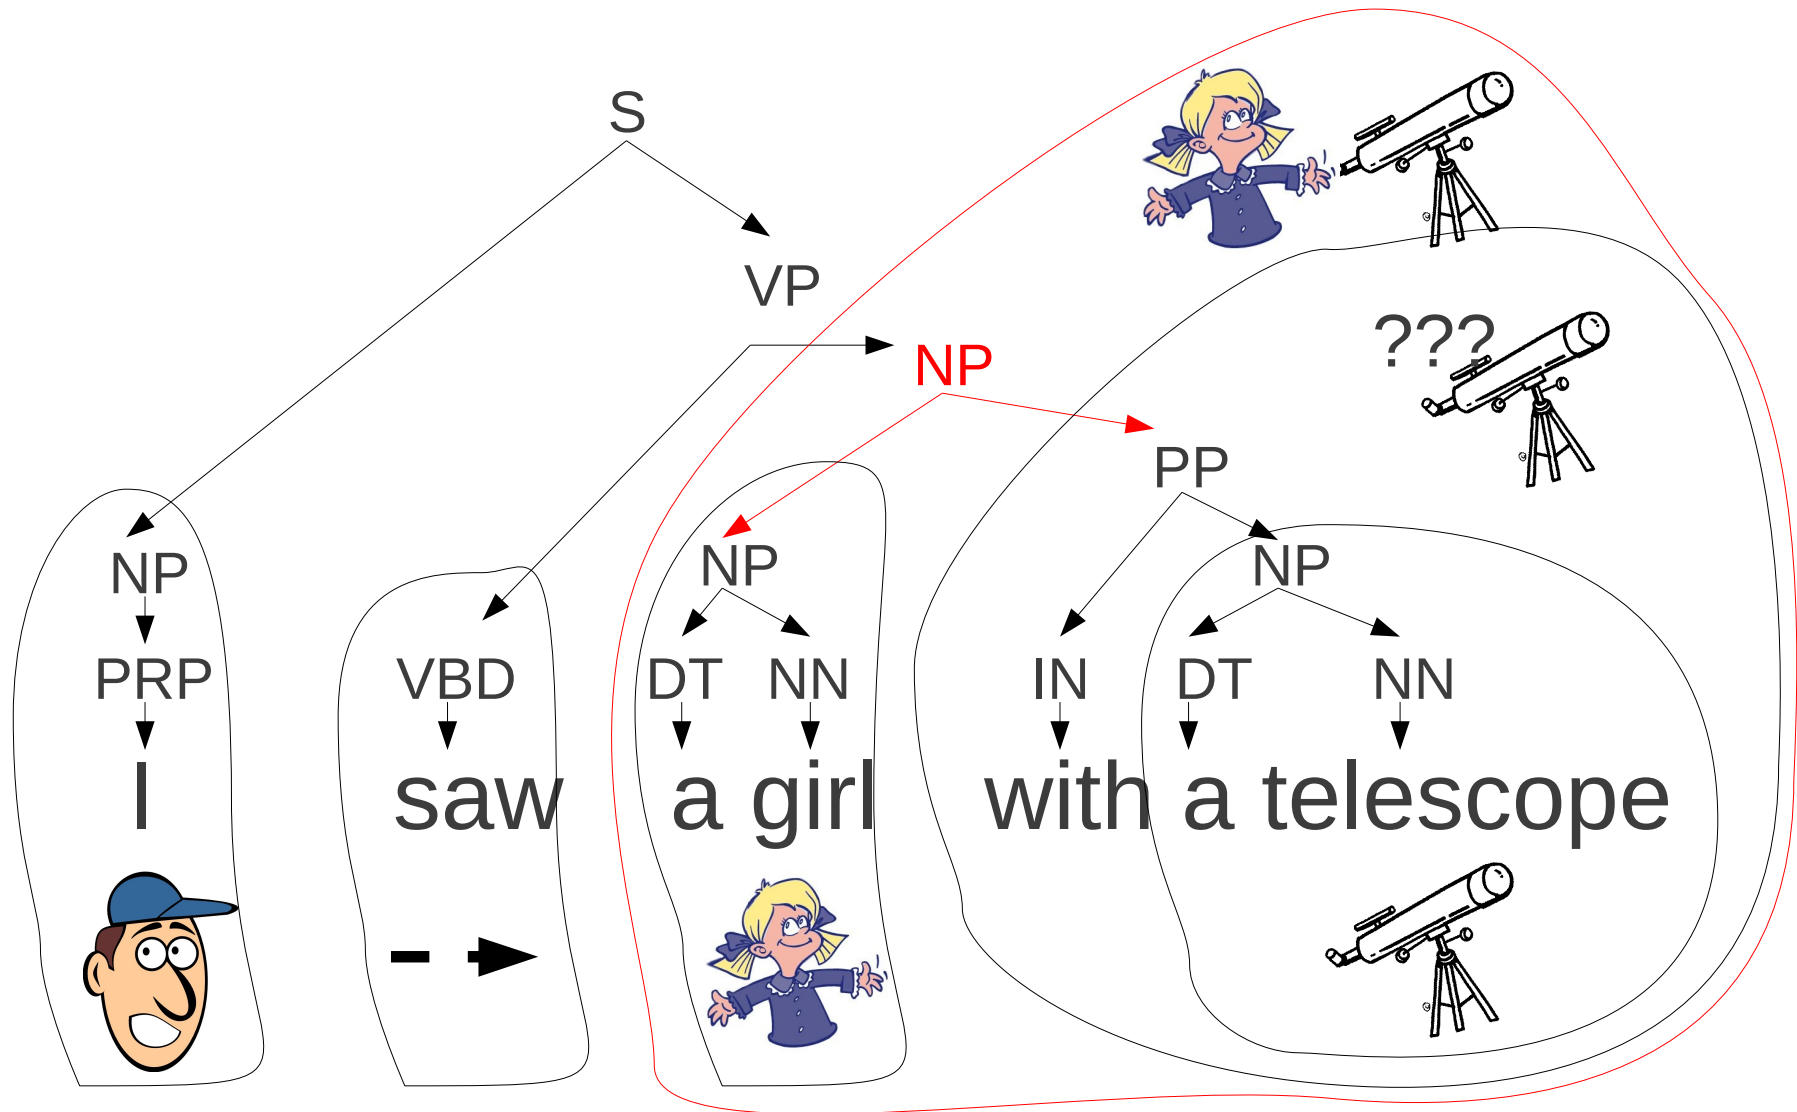 S
VP
NP
???
PP
NP
NP
NP
PRP
VBD
DT NN
IN
DT
NN
I saw a girl with a telescope